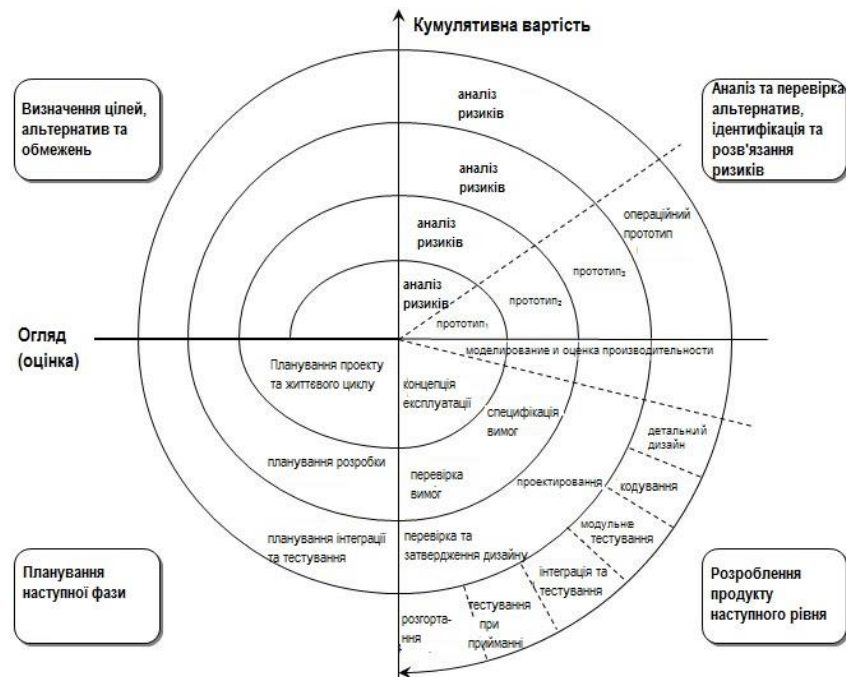 Кумулятивна вартість
Визначення цілей,
альтернатив та
обмежень
Аналіз та перевірка
альтернатив,
ідентифікація та
розв'язання
ризиків
аналіз
ризиків
аналіз
ризиків
аналіз
ризиків
аналіз
ризиків
операційний
прототип
прототип₃
прототип₂
прототип₁
Огляд
(оцінка)
моделирование и оценка производительности
Планування проекту
та життєвого циклу
концепція
експлуатації
специфікація
вимог
детальний
дизайн
планування розробки
перевірка
вимог
проектировання
кодування
модульнє
тестування
планування інтеграції
та тестування
перевірка та
затвердження дизайну
інтеграція та
тестування
тестування
при
прийманні
розгорта-
ння
Планування
наступної фази
Розроблення
продукту
наступного рівня